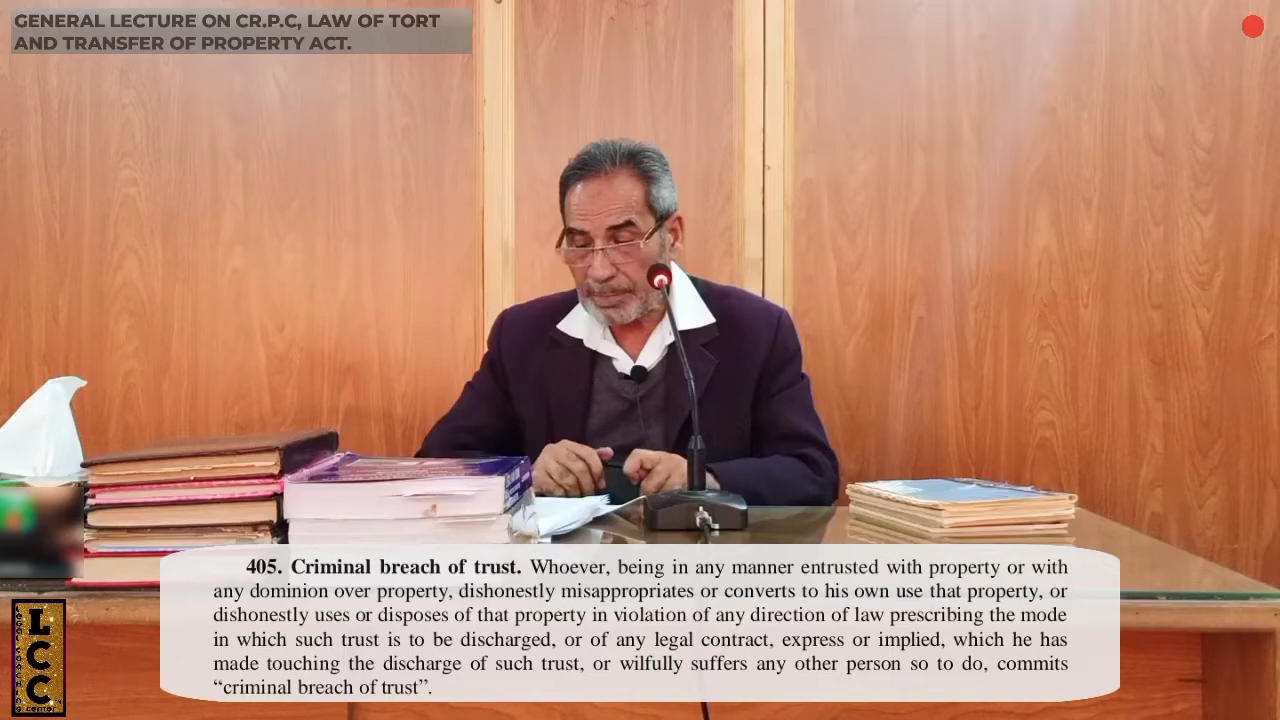 GENERAL LECTURE ON CR.P.C, LAW OF TORT
AND TRANSFER OF PROPERTY ACT.
405. Criminal breach of trust. Whoever, being in any manner entrusted with property or with
any dominion over property, dishonestly misappropriates or converts to his own use that property, or
dishonestly uses or disposes of that property in violation of any direction of law prescribing the mode
in which such trust is to be discharged, or of any legal contract, express or implied, which he has
made touching the discharge of such trust, or wilfully suffers any other person so to do, commits
“criminal breach of trust”.
LCC